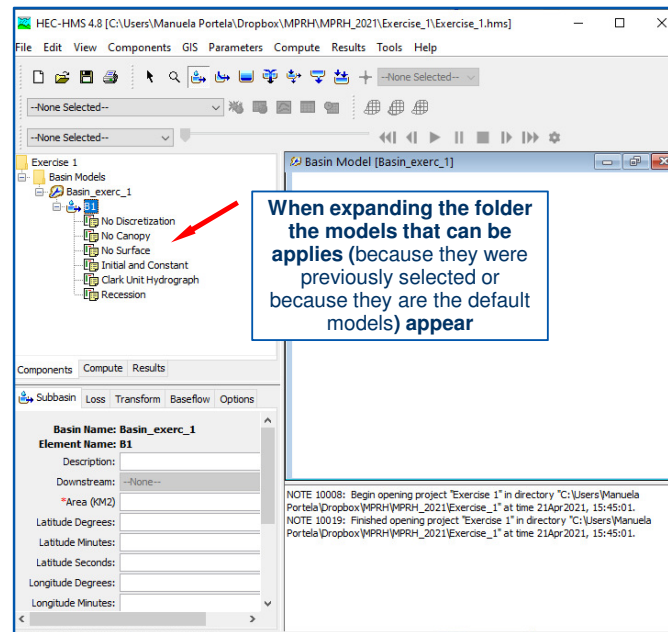 HEC-HMS 4.8 [C:\Users\Manuela Portela\Dropbox\MPRH\MPRH_2021\Exercise_1\Exercise_1.hms]
File Edit View Components GIS Parameters Compute Results Tools Help
--None Selected--
--None Selected--
--None Selected--
Exercise 1
Basin Models
Basin_exerc_1
B1
No Discretization
No Canopy
No Surface
Initial and Constant
Clark Unit Hydrograph
Recession
Components Compute Results
Basin Model [Basin_exerc_1]
When expanding the folder
the models that can be
applies (because they were
previously selected or
because they are the default
models) appear
Subbasin Loss Transform Baseflow Options
Basin Name: Basin_exerc_1
Element Name: B1
Description:
Downstream: --None--
*Area (KM2)
Latitude Degrees:
Latitude Minutes:
Latitude Seconds:
Longitude Degrees:
Longitude Minutes:
NOTE 10008: Begin opening project "Exercise 1" in directory "C:\Users\Manuela
Portela\Dropbox\MPRH\MPRH_2021\Exercise_1" at time 21Apr2021, 15:45:01.
NOTE 10019: Finished opening project "Exercise 1" in directory "C:\Users\Manuela
Portela\Dropbox\MPRH\MPRH_2021\Exercise_1" at time 21Apr2021, 15:45:01.